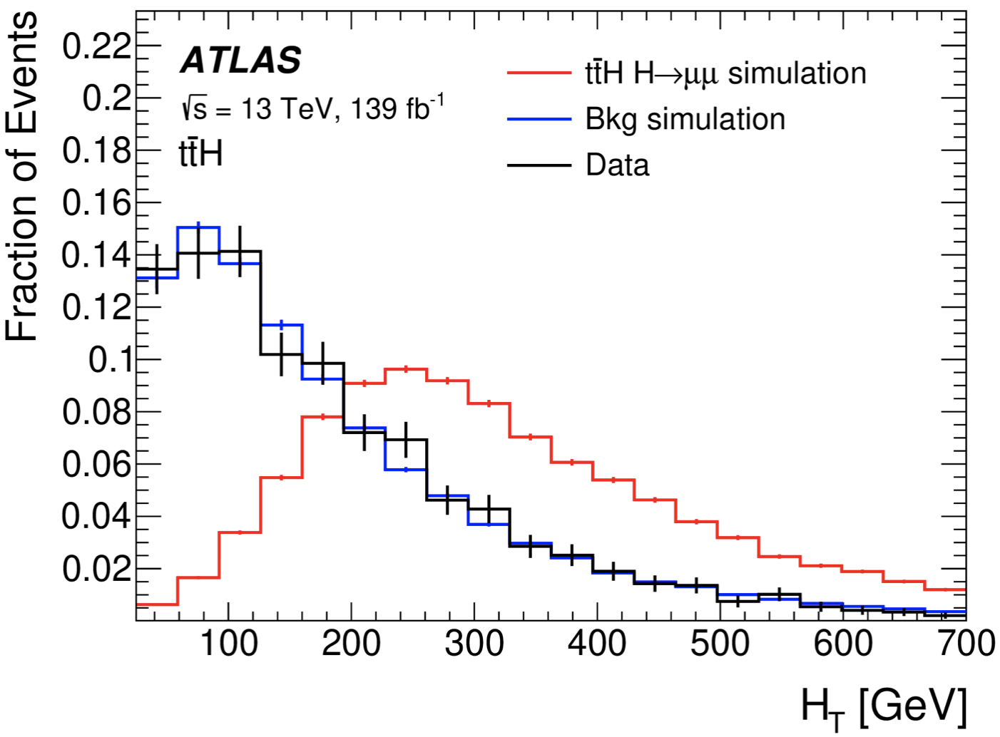 Fraction of Events
0.22
0.2
0.18
0.16
0.14
0.12
0.1
0.08
0.06
0.04
0.02
ATLAS
√s = 13 TeV, 139 fb⁻¹
tt̄H
tt̄H H→μμ simulation
Bkg simulation
Data
100 200 300 400 500 600 700
H_T [GeV]